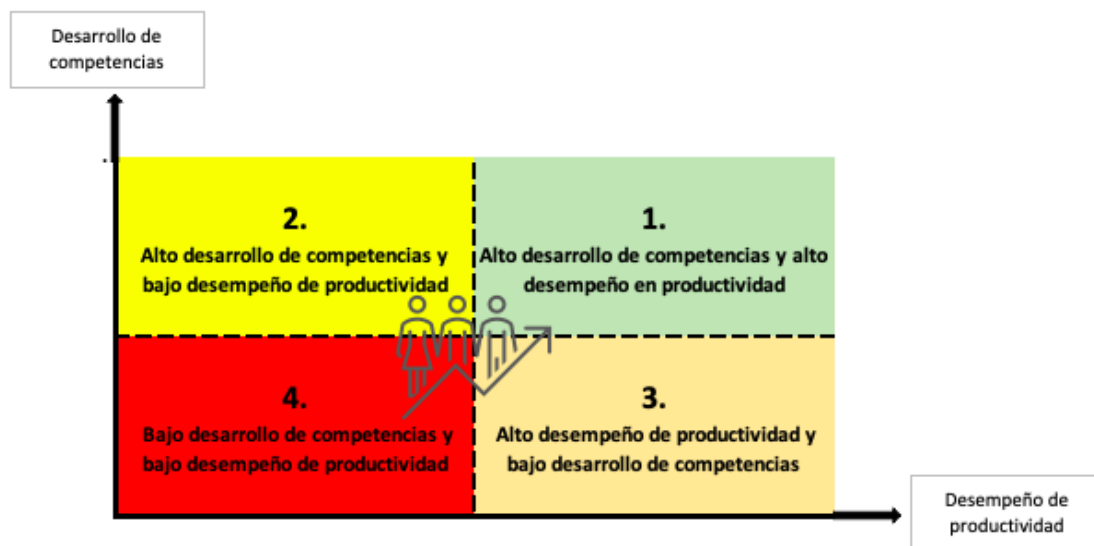 Desarrollo de
competencias
2.
Alto desarrollo de competencias y
bajo desempeño de productividad
1.
Alto desarrollo de competencias y alto
desempeño en productividad
4.
Bajo desarrollo de competencias y
bajo desempeño de productividad
3.
Alto desempeño de productividad y
bajo desarrollo de competencias
Desempeño de
productividad